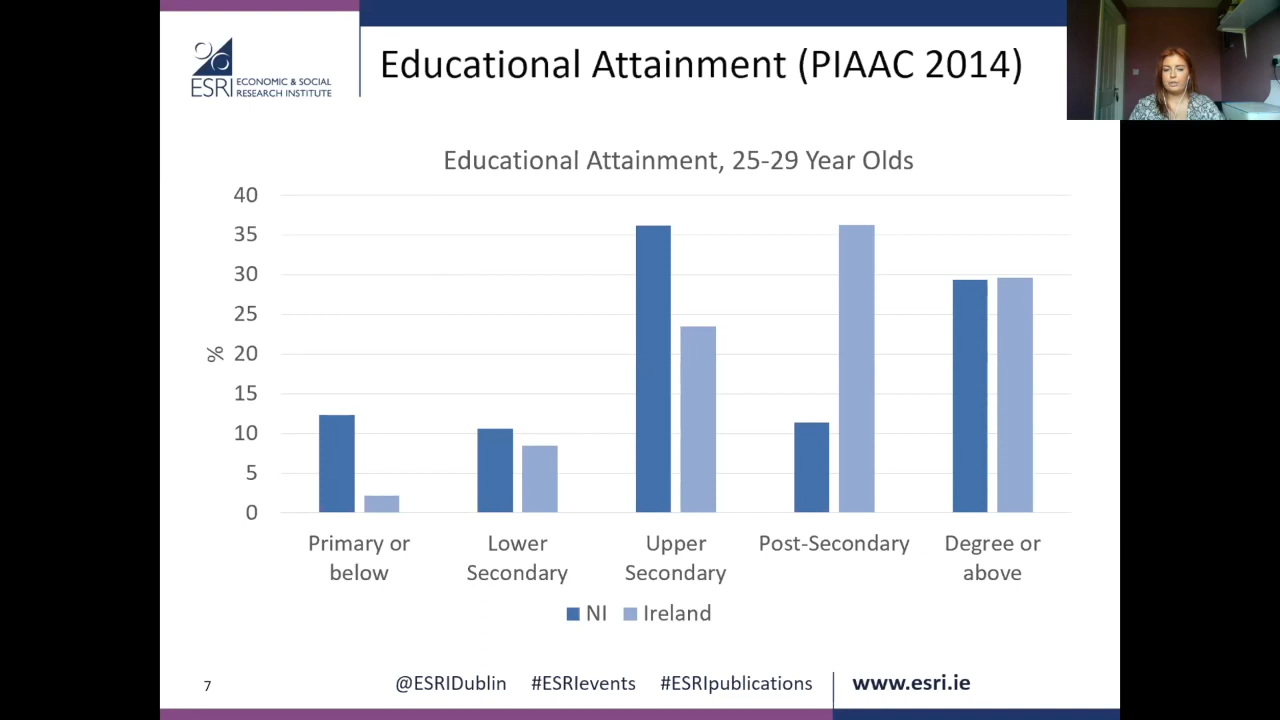 ESRI
ECONOMIC & SOCIAL
RESEARCH INSTITUTE
Educational Attainment (PIAAC 2014)
Educational Attainment, 25-29 Year Olds
40
35
30
25
20
15
10
5
0
%
Primary or
below
Lower
Secondary
Upper
Secondary
Post-Secondary
Degree or
above
NI Ireland
7 @ESRIDublin #ESRIevents #ESRIpublications www.esri.ie